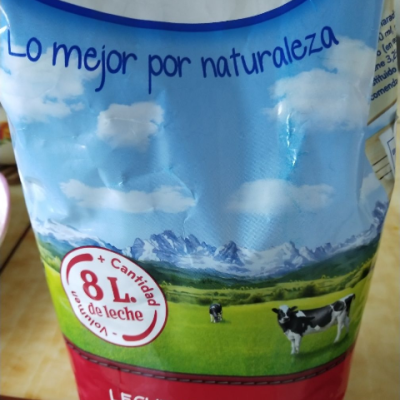 Lo mejor por naturaleza
+ Cantidad
8 L.
de leche
- Volumen